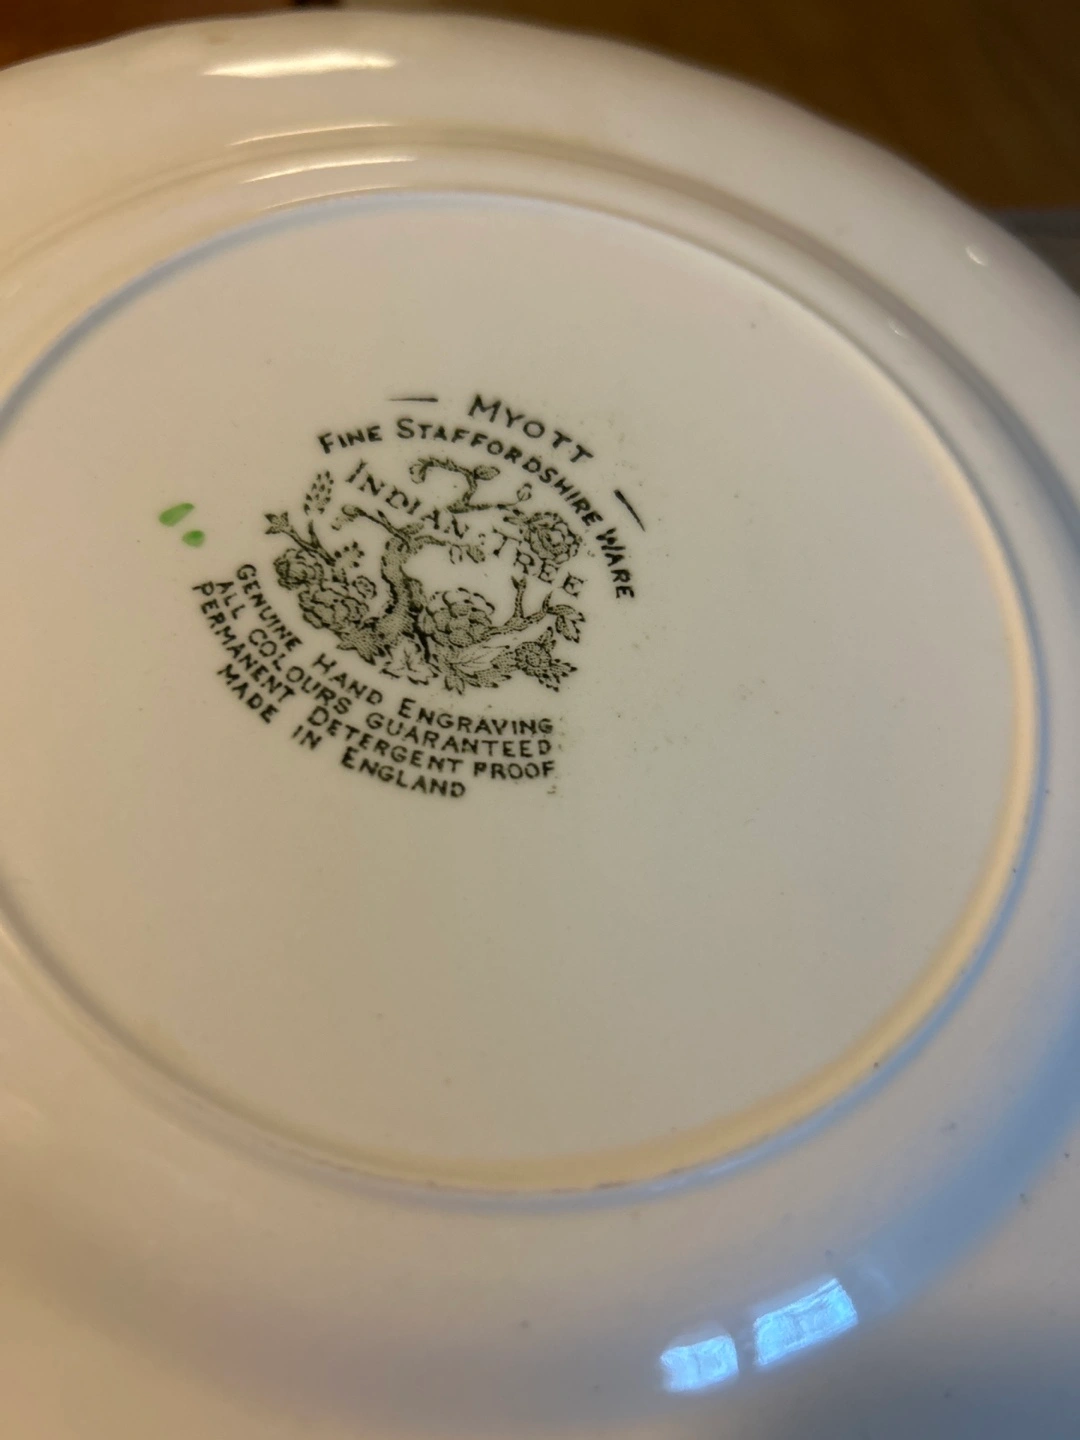 MYOTT
FINE STAFFORDSHIRE WARE
INDIAN TREE
GENUINE HAND ENGRAVING
ALL COLOURS GUARANTEED
PERMANENT DETERGENT PROOF
MADE IN ENGLAND